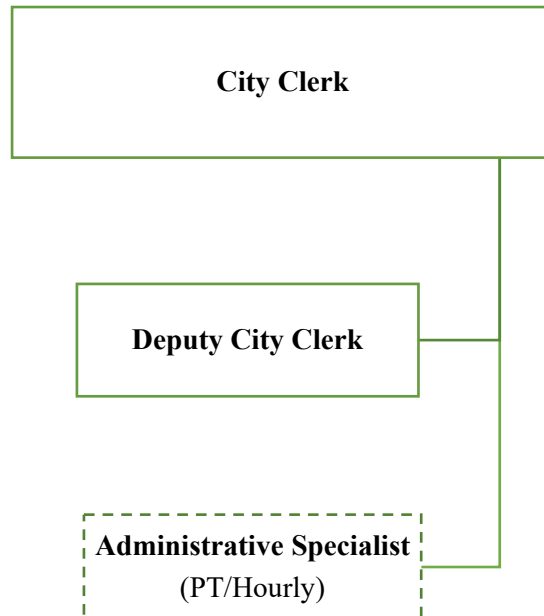 City Clerk
Deputy City Clerk
Administrative Specialist
(PT/Hourly)